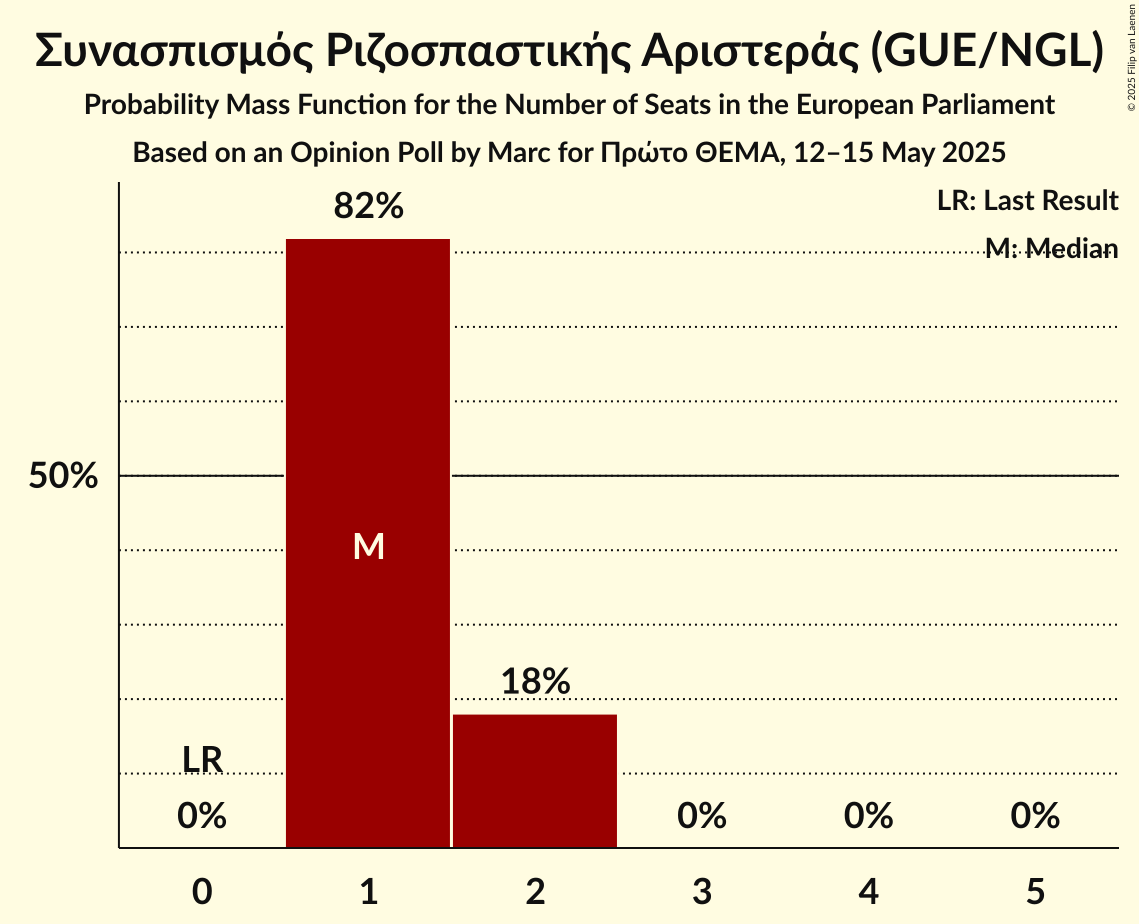 Συνασπισμός Ριζοσπαστικής Αριστεράς (GUE/NGL)
Probability Mass Function for the Number of Seats in the European Parliament
Based on an Opinion Poll by Marc for Πρώτο ΘΕΜΑ, 12–15 May 2025
© 2025 Filip van Laenen
LR: Last Result
M: Median
82%
50%
M
18%
LR
0%
0%
0%
0%
0
1
2
3
4
5